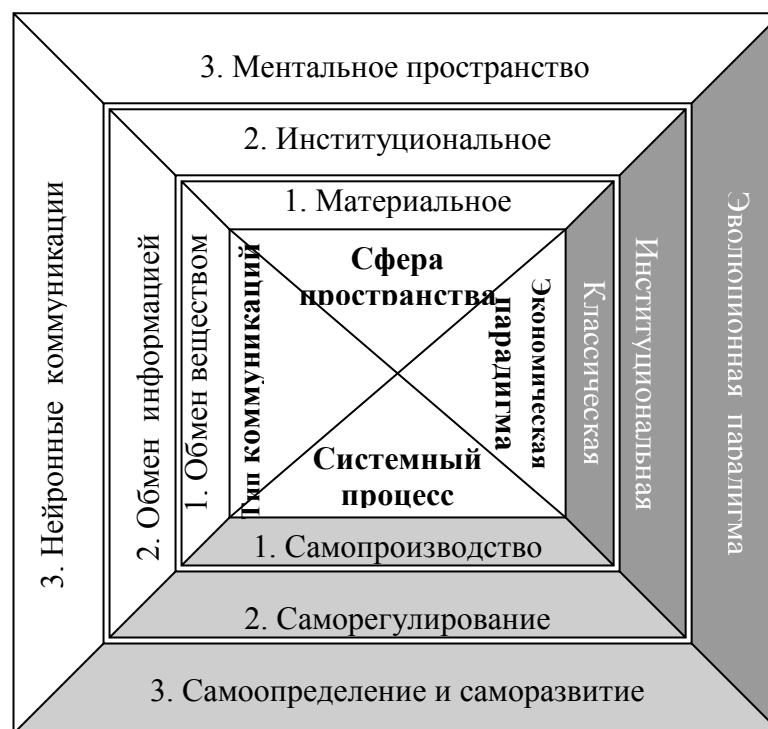 3. Ментальное пространство
2. Институциональное
1. Материальное
Сфера
пространства
3. Нейронные коммуникации
2. Обмен информацией
1. Обмен веществом
Тип коммуникаций
Экономическая
парадигма
Классическая
Институциональная
Эволюционная парадигма
Системный
процесс
1. Самопроизводство
2. Саморегулирование
3. Самоопределение и саморазвитие